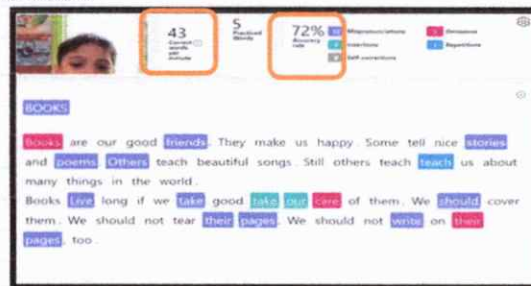 43
Correct words per minute
5
Practiced Words
72%
Accuracy rate
Mispronunciations
Omissions
Insertions
Repetitions
Self-corrections
BOOKS
Books are our good friends. They make us happy. Some tell nice stories
and poems. Others teach beautiful songs. Still others teach teach us about
many things in the world.
Books Live long if we take good take our care of them. We should cover
them. We should not tear their pages. We should not write on their
pages, too.